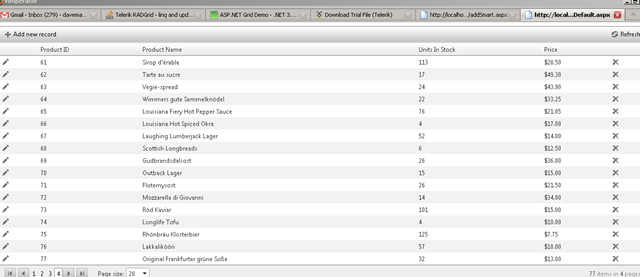 Vimperator
Gmail - Inbox (279) - davema... Telerik RADGrid - linq and upd... ASP.NET Grid Demo - .NET 3... Download Trial File (Telerik) http://localho...addSmart.aspx http://local...Default.aspx
Add new record Refresh
Product ID Product Name Units In Stock Price
61 Sirop d'érable 113 $28.50
62 Tarte au sucre 17 $49.30
63 Vegie-spread 24 $43.90
64 Wimmers gute Semmelknödel 22 $33.25
65 Louisiana Fiery Hot Pepper Sauce 76 $21.05
66 Louisiana Hot Spiced Okra 4 $17.00
67 Laughing Lumberjack Lager 52 $14.00
68 Scottish Longbreads 6 $12.50
69 Gudbrandsdalsost 26 $36.00
70 Outback Lager 15 $15.00
71 Flotemysost 26 $21.50
72 Mozzarella di Giovanni 14 $34.80
73 Röd Kaviar 101 $15.00
74 Longlife Tofu 4 $10.00
75 Rhönbräu Klosterbier 125 $7.75
76 Lakkalikööri 57 $18.00
77 Original Frankfurter grüne Soße 32 $13.00
1 2 3 4 Page size: 20 77 items in 4 pages